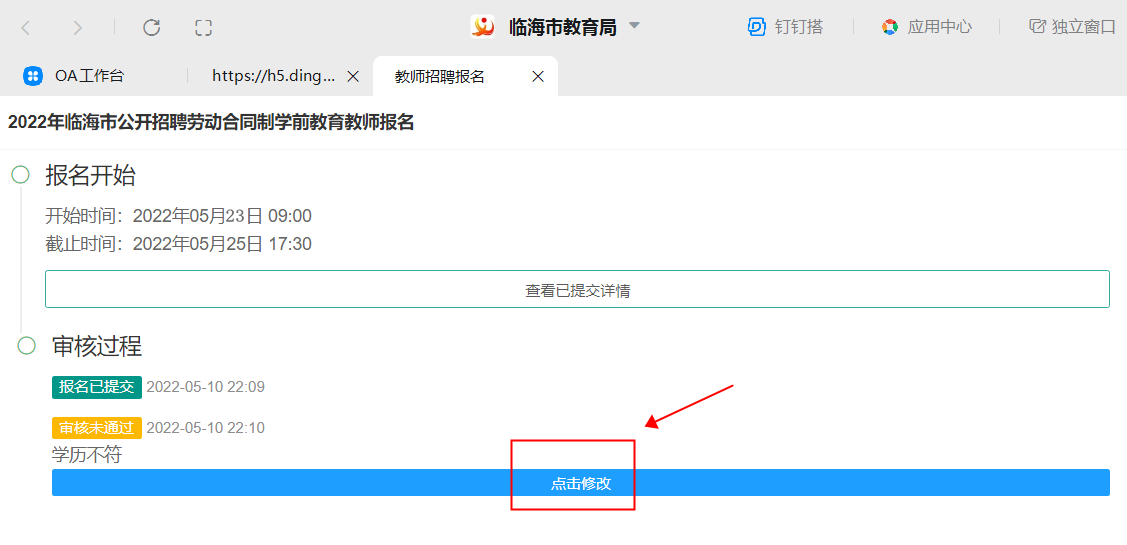 临海市教育局
钉钉搭
应用中心
独立窗口
OA工作台
https://h5.ding...
教师招聘报名
2022年临海市公开招聘劳动合同制学前教育教师报名
报名开始
开始时间：2022年05月23日 09:00
截止时间：2022年05月25日 17:30
查看已提交详情
审核过程
报名已提交 2022-05-10 22:09
审核未通过 2022-05-10 22:10
学历不符
点击修改